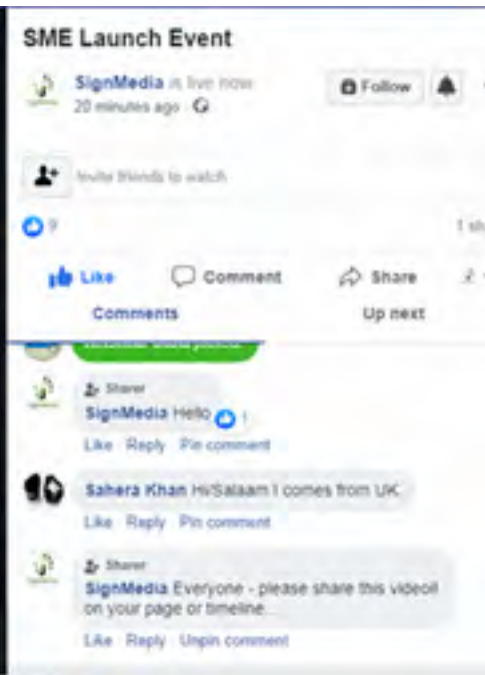 SME Launch Event
SignMedia is live now
20 minutes ago
Follow
Invite friends to watch
9
Like Comment Share
Comments Up next
Sharer
SignMedia Hello 1
Like Reply Pin comment
Sahera Khan Hi/Salaam I comes from UK
Like Reply Pin comment
Sharer
SignMedia Everyone - please share this video!!
on your page or timeline...
Like Reply Unpin comment